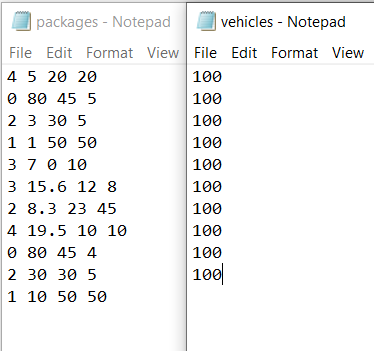 packages - Notepad
File Edit Format View
4 5 20 20
0 80 45 5
2 3 30 5
1 1 50 50
3 7 0 10
3 15.6 12 8
2 8.3 23 45
4 19.5 10 10
0 80 45 4
2 30 30 5
1 10 50 50
vehicles - Notepad
File Edit Format View
100
100
100
100
100
100
100
100
100
100